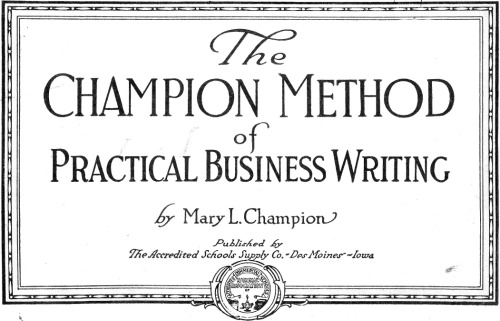 The
CHAMPION METHOD
of
PRACTICAL BUSINESS WRITING
by Mary L. Champion
Published by
The Accredited Schools Supply Co. - Des Moines - Iowa